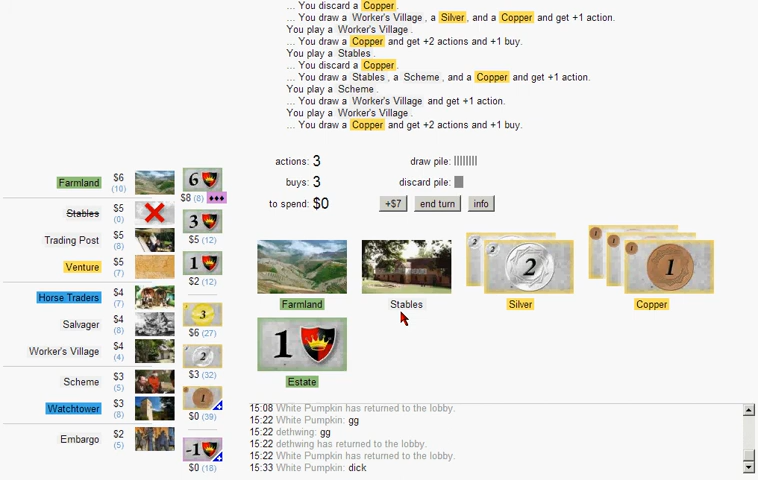 ... You discard a Copper.
... You draw a Worker's Village, a Silver, and a Copper and get +1 action.
You play a Worker's Village.
... You draw a Copper and get +2 actions and +1 buy.
You play a Stables.
... You discard a Copper.
... You draw a Stables, a Scheme, and a Copper and get +1 action.
You play a Scheme.
... You draw a Worker's Village and get +1 action.
You play a Worker's Village.
... You draw a Copper and get +2 actions and +1 buy.
actions: 3 draw pile:
buys: 3 discard pile:
to spend: $0 +$7 end turn info
Farmland $6 (10) 6 $8 (8)
Stables $5 (0) 3 $5 (12)
Trading Post $5 (8)
Venture $5 (7) 1 $2 (12)
Horse Traders $4 (7)
Salvager $4 (8) 3 $6 (27)
Worker's Village $4 (4) 2 $3 (32)
Scheme $3 (5)
Watchtower $3 (8) 1 $0 (39)
Embargo $2 (5) -1 $0 (18)
2 2 1 1 1
Farmland Stables Silver Copper
1
Estate
15:08 White Pumpkin has returned to the lobby.
15:22 White Pumpkin: gg
15:22 dethwing: gg
15:22 dethwing has returned to the lobby.
15:22 White Pumpkin has returned to the lobby.
15:33 White Pumpkin: dick